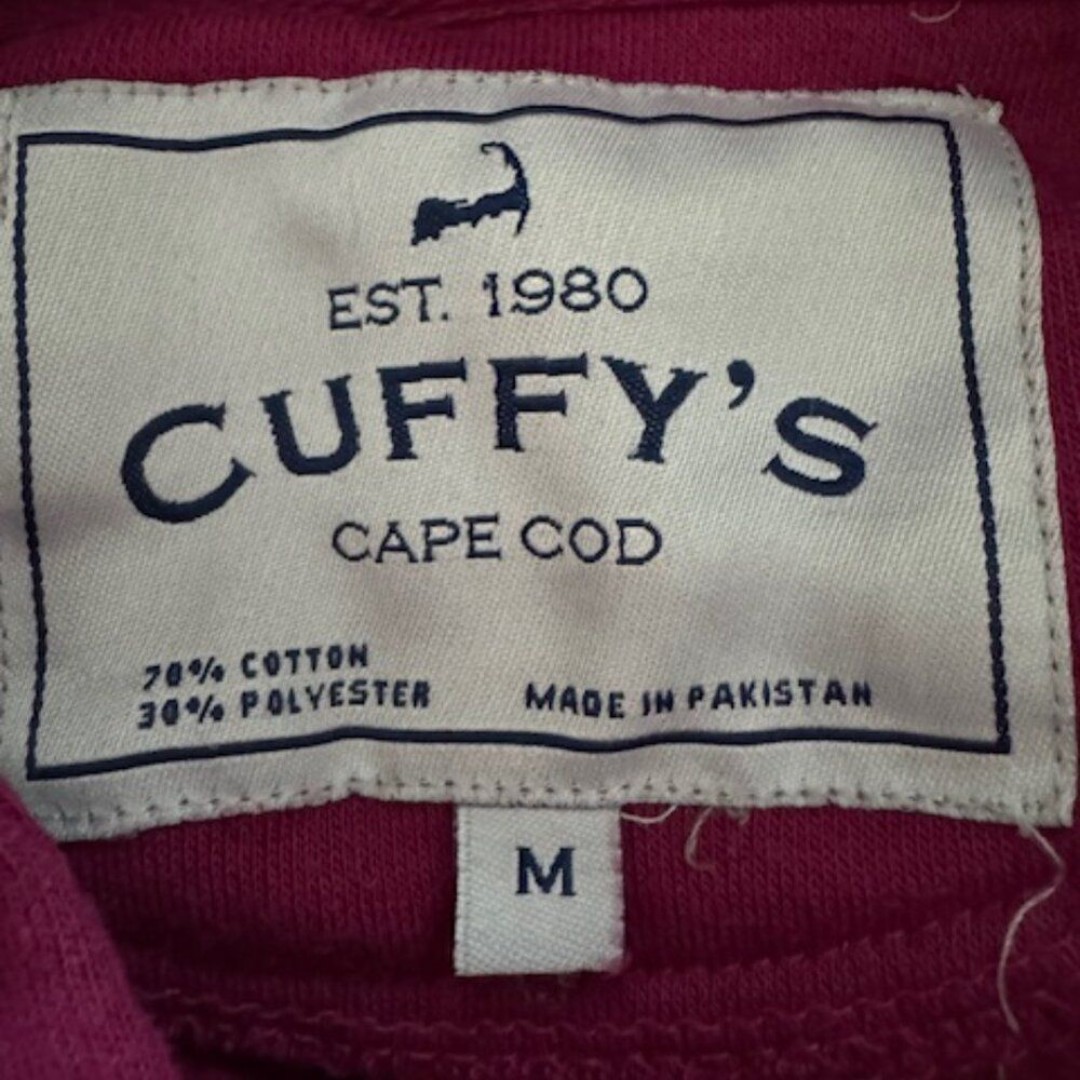 EST. 1980
CUFFY'S
CAPE COD
70% COTTON
30% POLYESTER
MADE IN PAKISTAN
M